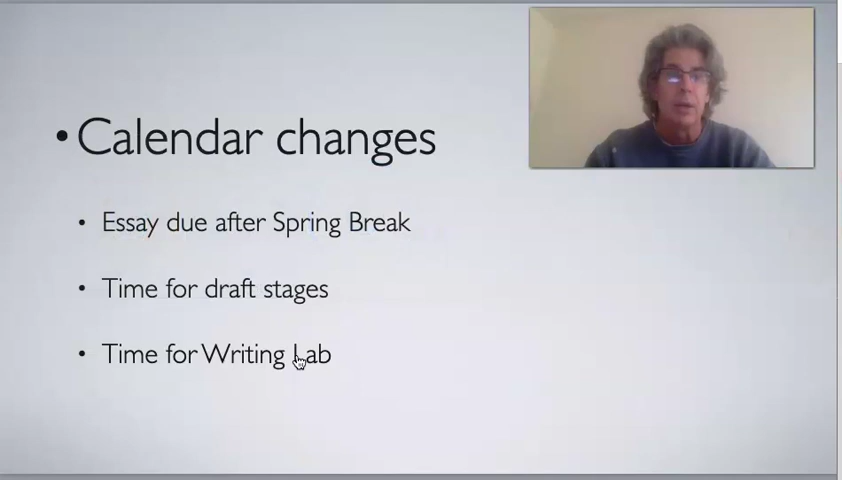 • Calendar changes
• Essay due after Spring Break
• Time for draft stages
• Time for Writing Lab